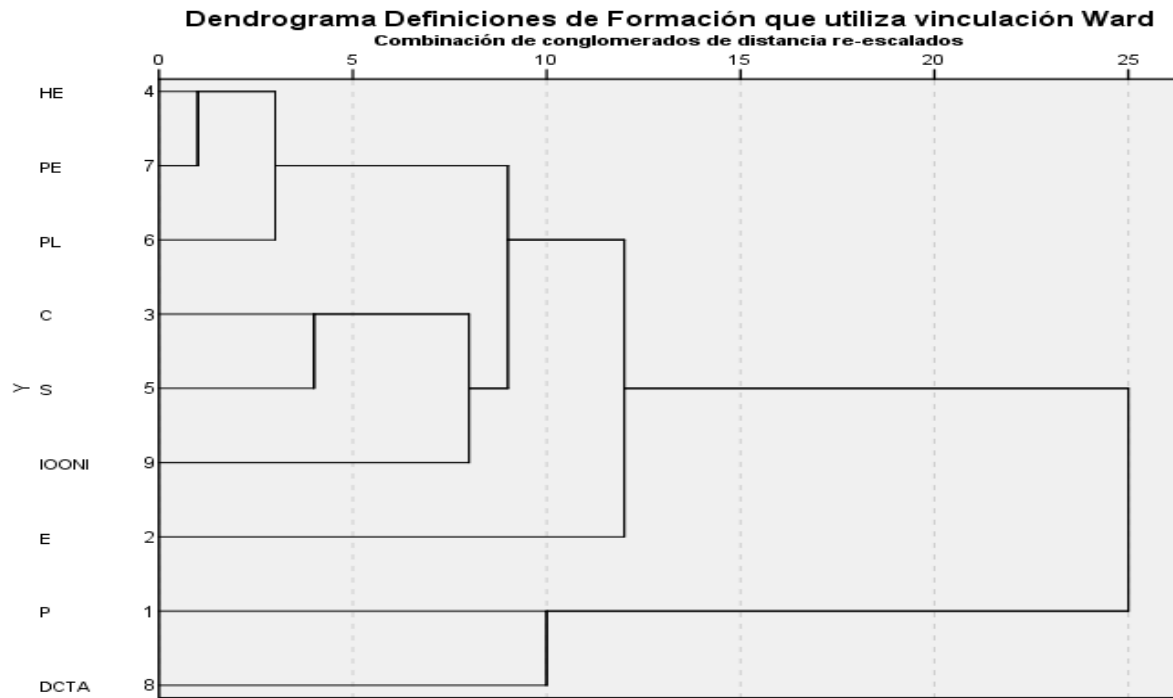 Dendrograma Definiciones de Formación que utiliza vinculación Ward
Combinación de conglomerados de distancia re-escalados
0 5 10 15 20 25
HE 4
PE 7
PL 6
C 3
Y
S 5
IOONI 9
E 2
P 1
DCTA 8